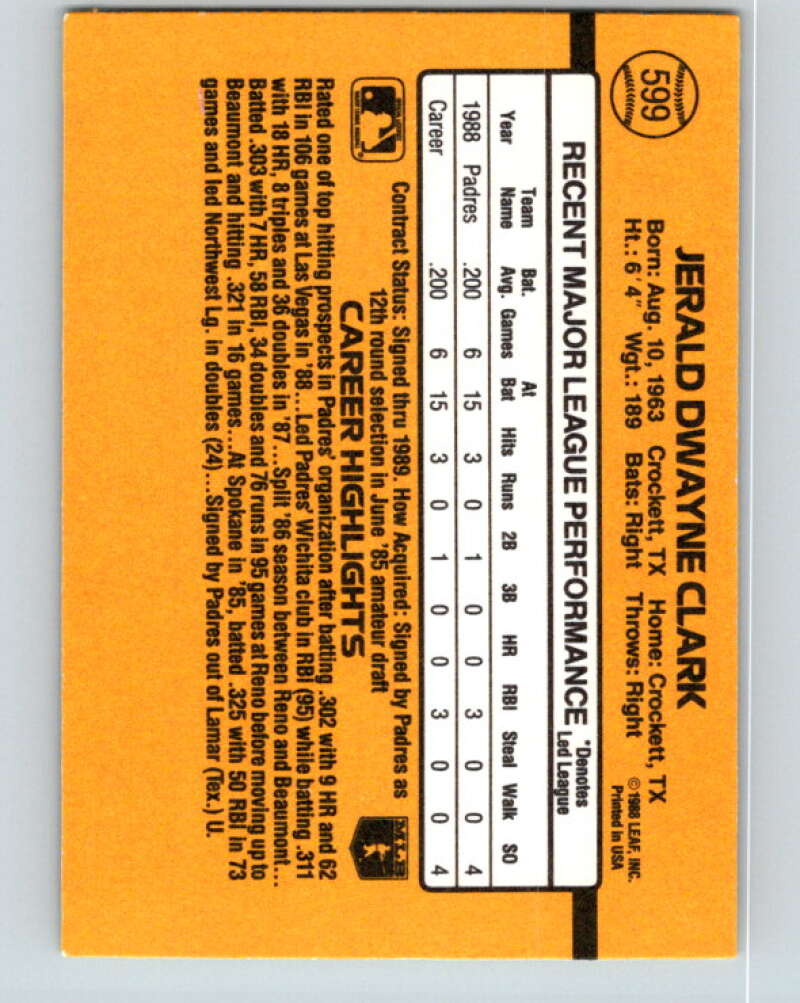 599
JERALD DWAYNE CLARK
Born: Aug. 10, 1963 Crockett, TX Home: Crockett, TX
Ht.: 6'4" Wgt.: 189 Bats: Right Throws: Right
©1988 LEAF, INC.
Printed in USA
RECENT MAJOR LEAGUE PERFORMANCE *Denotes Led League
Year Team Name Bat. Avg. Games At Bat Hits Runs 2B 3B HR RBI Steal Walk SO
1988 Padres .200 6 15 3 0 1 0 0 3 0 0 4
Career .200 6 15 3 0 1 0 0 3 0 0 4
Contract Status: Signed thru 1989. How Acquired: Signed by Padres as
12th round selection in June '85 amateur draft
CAREER HIGHLIGHTS
Rated one of top hitting prospects in Padres' organization after batting .302 with 9 HR and 62
RBI in 106 games at Las Vegas in '88...Led Padres' Wichita club in RBI (95) while batting .311
with 18 HR, 8 triples and 36 doubles in '87...Split '86 season between Reno and Beaumont...
Batted .303 with 7 HR, 58 RBI, 34 doubles and 76 runs in 95 games at Reno before moving up to
Beaumont and hitting .321 in 16 games...At Spokane in '85, batted .325 with 50 RBI in 73
games and led Northwest Lg. in doubles (24)...Signed by Padres out of Lamar (Tex.) U.